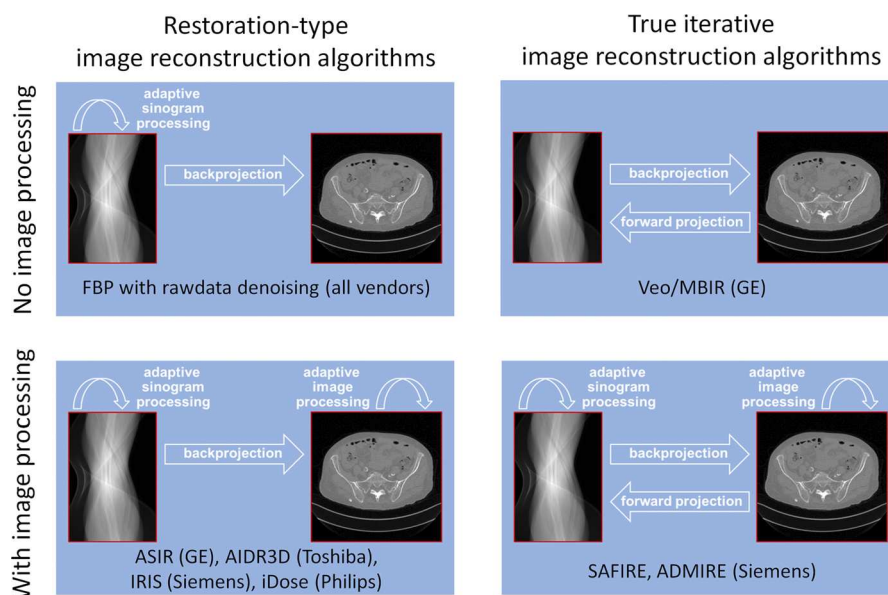 Restoration-type
image reconstruction algorithms
True iterative
image reconstruction algorithms
No image processing
adaptive
sinogram
processing
backprojection
FBP with rawdata denoising (all vendors)
backprojection
forward projection
Veo/MBIR (GE)
With image processing
adaptive
sinogram
processing
adaptive
image
processing
backprojection
ASIR (GE), AIDR3D (Toshiba),
IRIS (Siemens), iDose (Philips)
adaptive
sinogram
processing
adaptive
image
processing
backprojection
forward projection
SAFIRE, ADMIRE (Siemens)